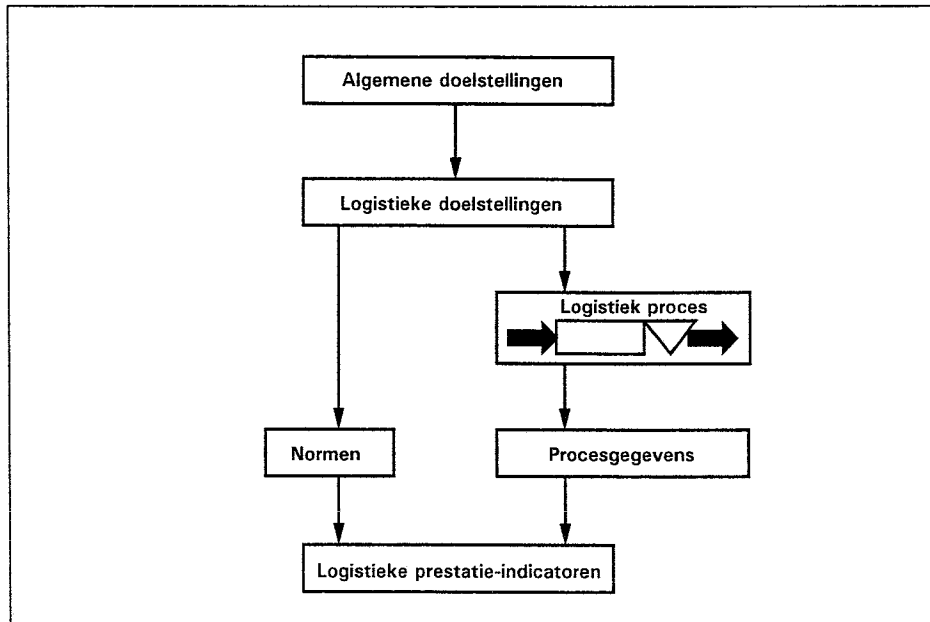 Algemene doelstellingen
Logistieke doelstellingen
Logistiek proces
Normen
Procesgegevens
Logistieke prestatie-indicatoren